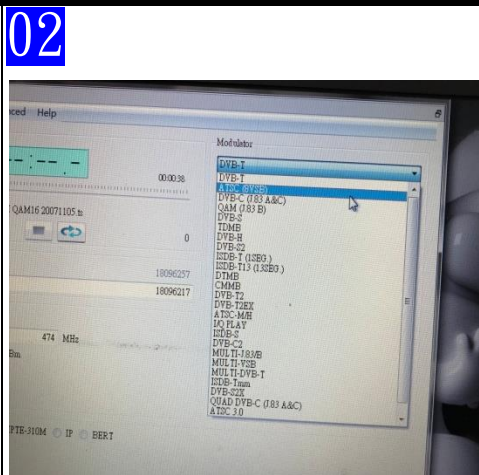 02
Help
Modulator
DVB-T
DVB-T
ATSC (8VSB)
DVB-C (J.83 A&C)
QAM (J.83 B)
DVB-S
TDMB
DVB-H
DVB-S2
ISDB-T (1SEG.)
ISDB-T13 (13SEG.)
DTMB
CMMB
DVB-T2
DVB-T2EX
ATSC-M/H
I/Q PLAY
ISDB-S
DVB-C2
MULTI-J.83/B
MULTI-VSB
MULTI-DVB-T
ISDB-Tmm
DVB-S2X
QUAD DVB-C (J.83 A&C)
ATSC 3.0
--:--.-
00:00:38
QAM16 20071105.ts
0
18096257
18096217
474 MHz
IP BERT